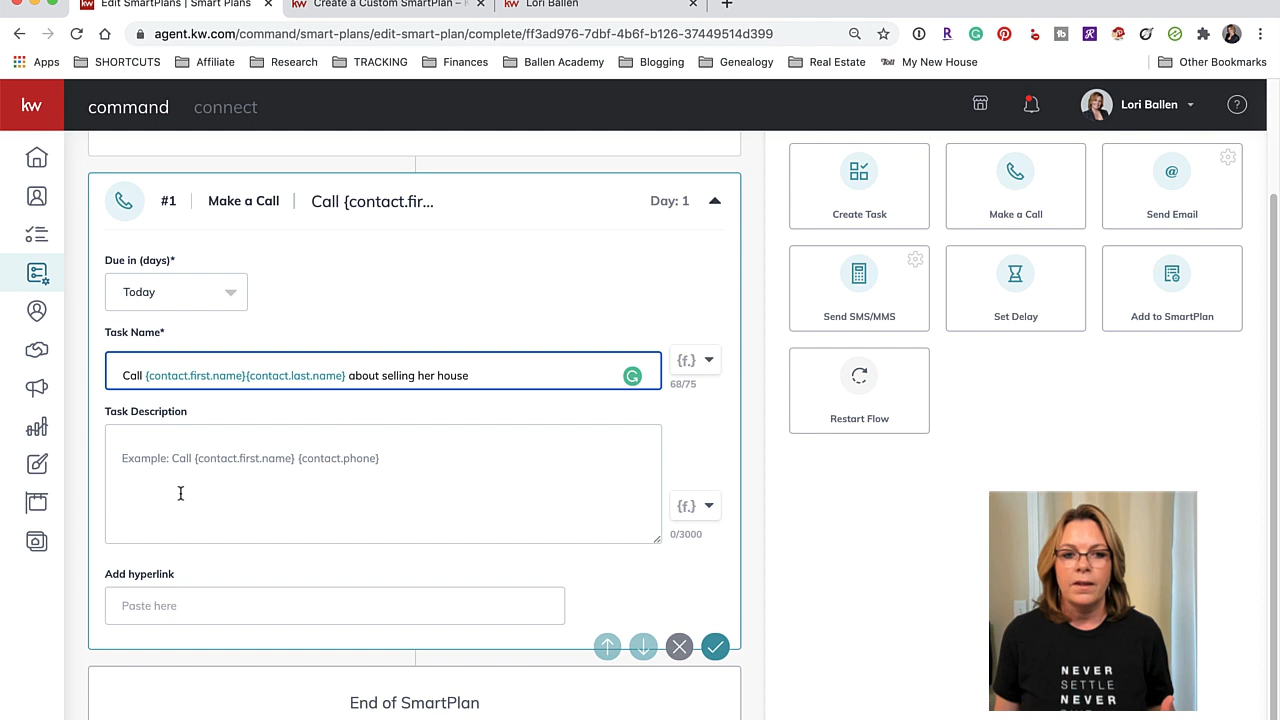 kw Edit SmartPlans | Smart Plans × kw Create a Custom SmartPlan – × kw Lori Ballen × +
agent.kw.com/command/smart-plans/edit-smart-plan/complete/ff5ad976-7dbf-4b6f-b126-37449514d399
Apps SHORTCUTS Affiliate Research TRACKING Finances Ballen Academy Blogging Genealogy Real Estate My New House Other Bookmarks
kw command connect Lori Ballen ?
#1 Make a Call Call {contact.fir... Day: 1
Due in (days)*
Today
Task Name*
Call {contact.first.name}{contact.last.name} about selling her house
{f.}
68/75
Task Description
Example: Call {contact.first.name} {contact.phone}
{f.}
0/3000
Add hyperlink
Paste here
End of SmartPlan
Create Task
Make a Call
@
Send Email
Send SMS/MMS
Set Delay
Add to SmartPlan
Restart Flow
NEVER
SETTLE
NEVER